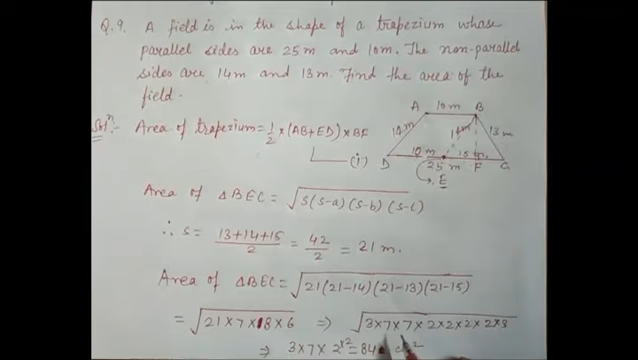 Q.9. A field is in the shape of a trapezium whose
parallel sides are 25 m and 10 m. The non-parallel
sides are 14 m and 13 m. Find the area of the
field.
Solⁿ:- Area of trapezium = 1/2 × (AB+ED) × BF
(i)
A 10 m B
14 m 14 m 13 m
D 10 m 15 m F C
25 m
E
Area of ΔBEC = √s(s-a)(s-b)(s-c)
∴ s = (13+14+15)/2 = 42/2 = 21 m.
Area of ΔBEC = √21(21-14)(21-13)(21-15)
= √21×7×8×6 ⇒ √3×7×7×2×2×2×2×3
⇒ 3×7×2×2 = 84